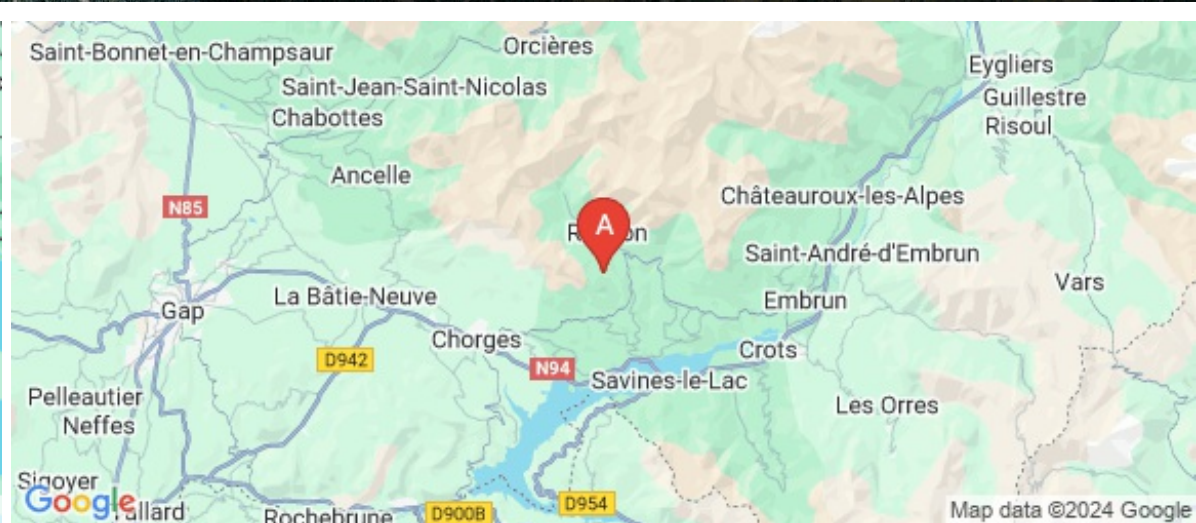 Saint-Bonnet-en-Champsaur
Orcières
Eygliers
Saint-Jean-Saint-Nicolas
Guillestre
Chabottes
Risoul
Ancelle
Châteauroux-les-Alpes
N85
A
Saint-André-d'Embrun
Vars
La Bâtie-Neuve
Embrun
Gap
Chorges
Crots
D942
N94
Savines-le-Lac
Pelleautier
Les Orres
Neffes
Sigoyer
Google
D954
Rochebrune
D900B
Map data ©2024 Google